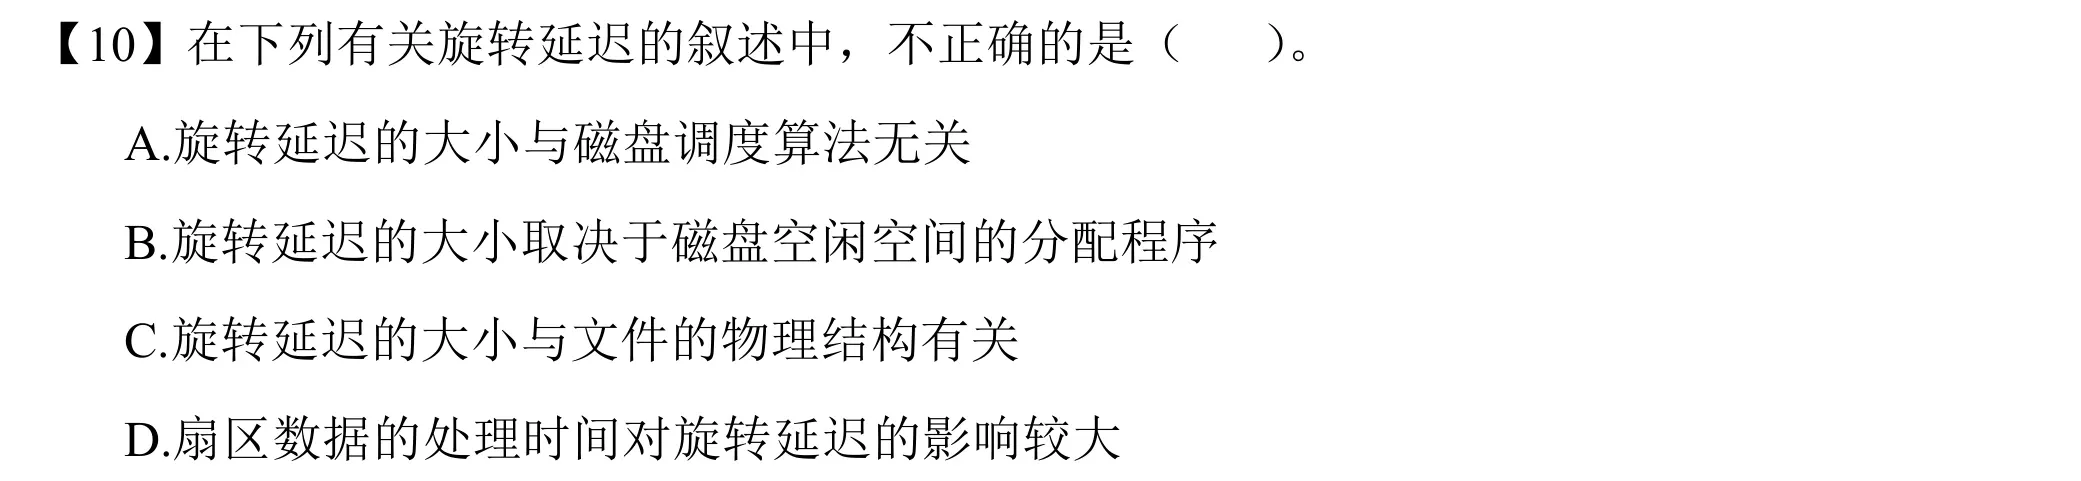 【10】在下列有关旋转延迟的叙述中，不正确的是（　　）。
A.旋转延迟的大小与磁盘调度算法无关
B.旋转延迟的大小取决于磁盘空闲空间的分配程序
C.旋转延迟的大小与文件的物理结构有关
D.扇区数据的处理时间对旋转延迟的影响较大